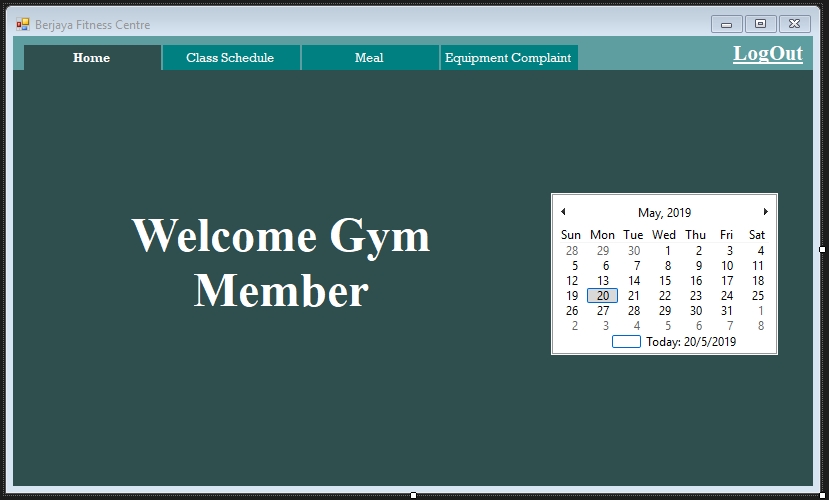 Berjaya Fitness Centre
Home Class Schedule Meal Equipment Complaint LogOut
Welcome Gym
Member
May, 2019
Sun Mon Tue Wed Thu Fri Sat
28 29 30 1 2 3 4
5 6 7 8 9 10 11
12 13 14 15 16 17 18
19 20 21 22 23 24 25
26 27 28 29 30 31 1
2 3 4 5 6 7 8
Today: 20/5/2019